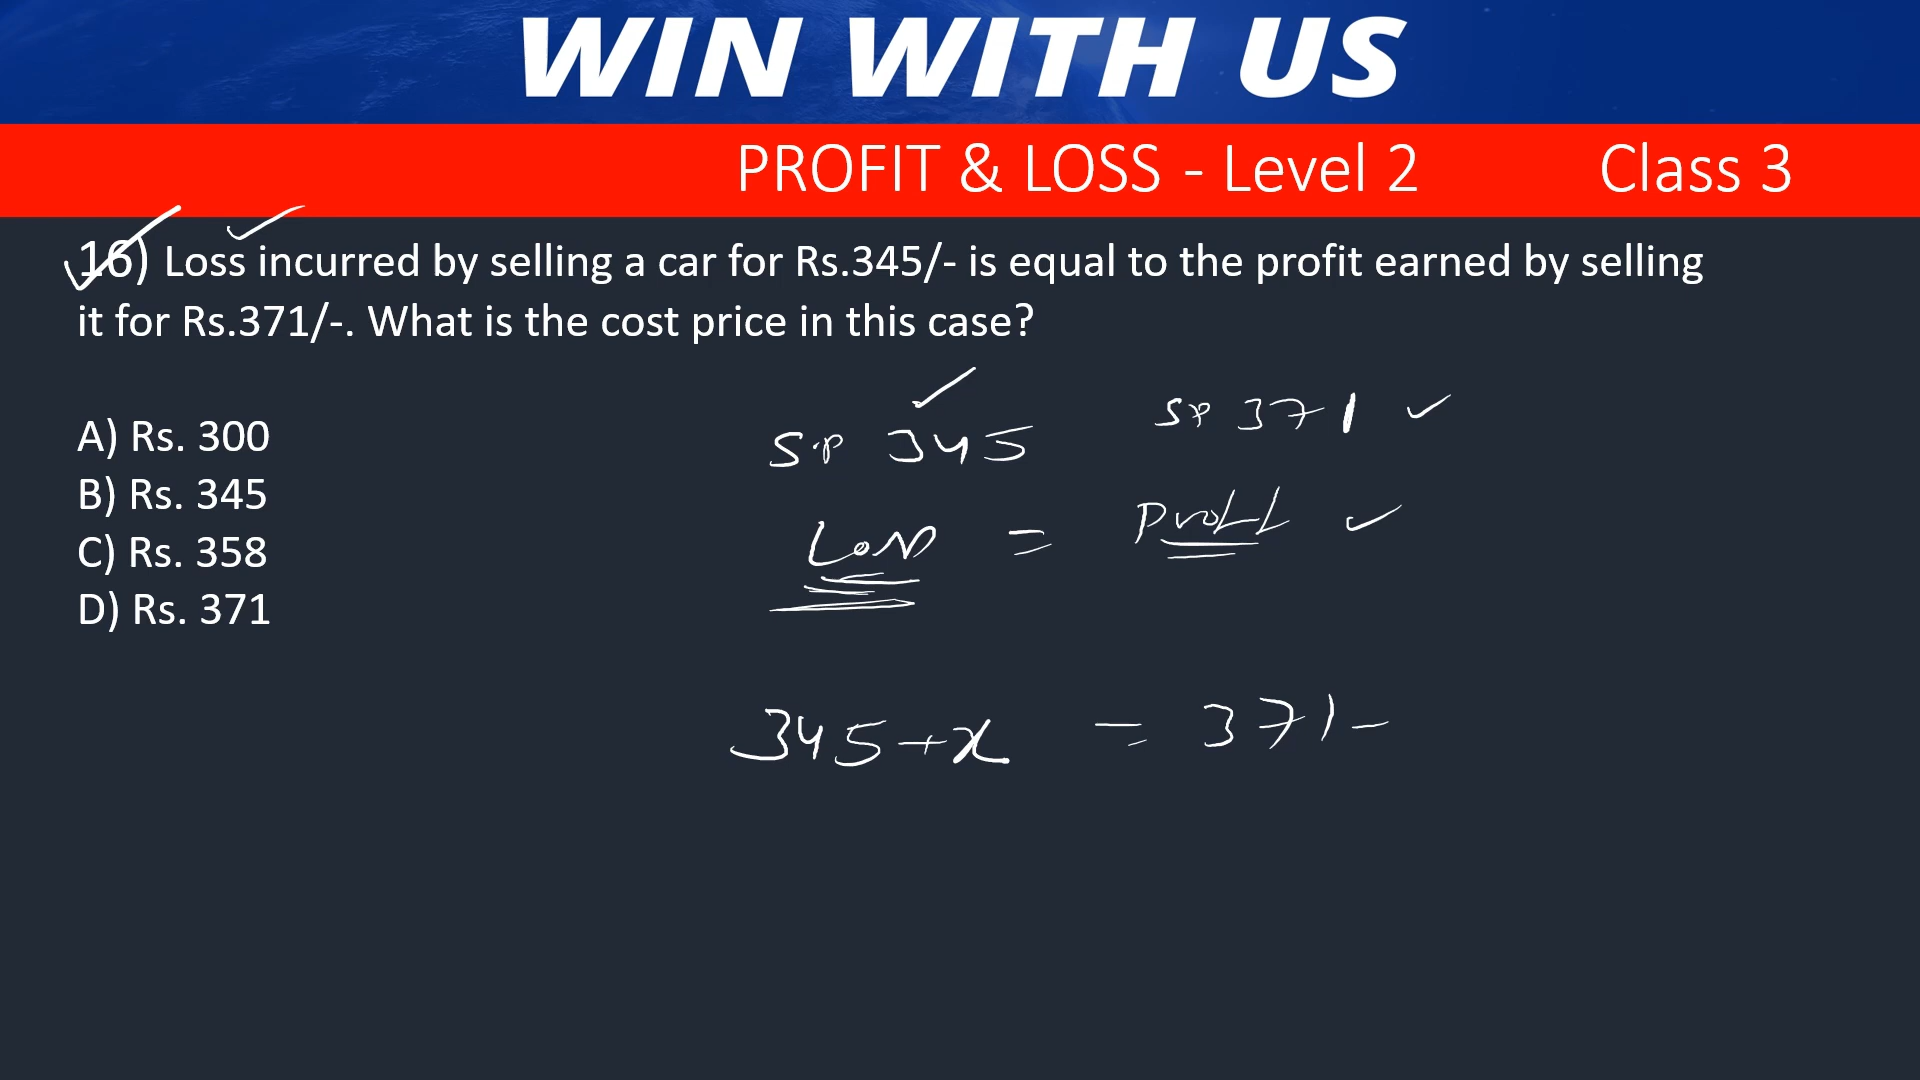 WIN WITH US
PROFIT & LOSS - Level 2 Class 3
16) Loss incurred by selling a car for Rs.345/- is equal to the profit earned by selling
it for Rs.371/-. What is the cost price in this case?
A) Rs. 300
B) Rs. 345
C) Rs. 358
D) Rs. 371
S.P 345 SP 371
Loss = Profit
345+x = 371-